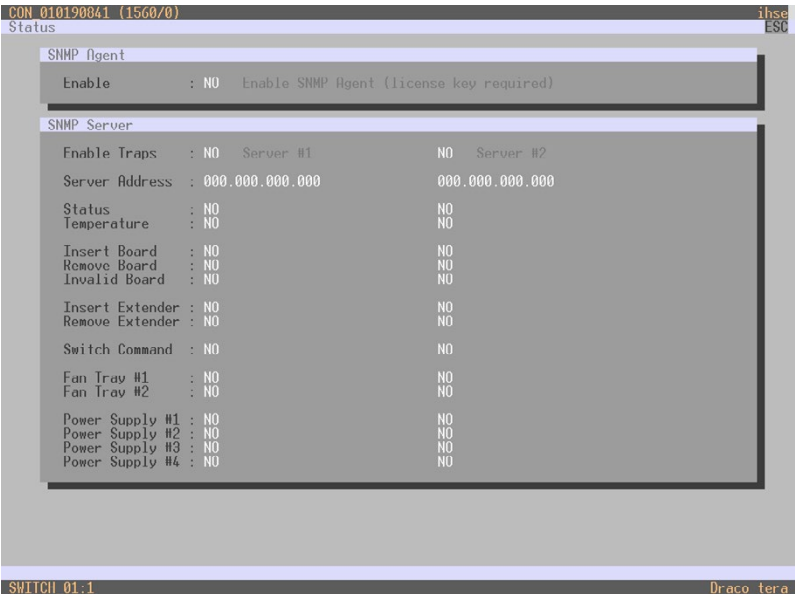 CON_010190841 (1560/0) ihse
Status ESC
SNMP Agent
Enable : NO Enable SNMP Agent (license key required)
SNMP Server
Enable Traps : NO Server #1 NO Server #2
Server Address : 000.000.000.000 000.000.000.000
Status : NO NO
Temperature : NO NO
Insert Board : NO NO
Remove Board : NO NO
Invalid Board : NO NO
Insert Extender : NO NO
Remove Extender : NO NO
Switch Command : NO NO
Fan Tray #1 : NO NO
Fan Tray #2 : NO NO
Power Supply #1 : NO NO
Power Supply #2 : NO NO
Power Supply #3 : NO NO
Power Supply #4 : NO NO
SWITCH 01:1 Draco tera